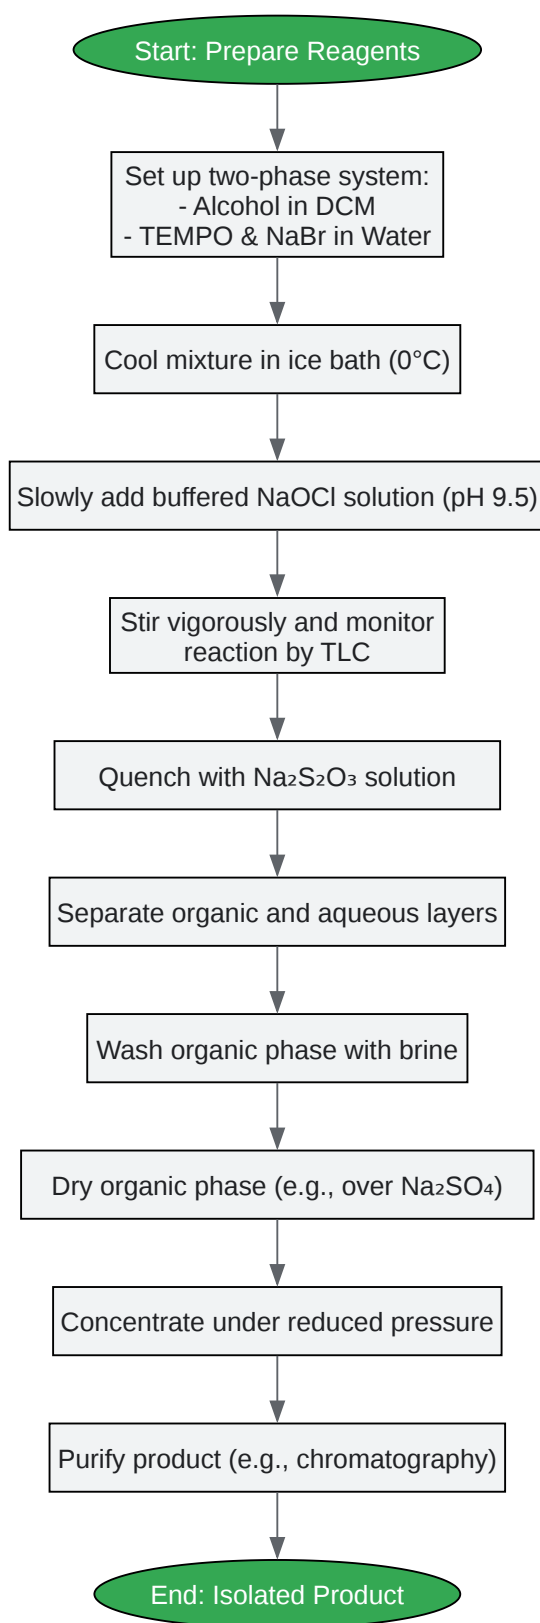 Start: Prepare Reagents
Set up two-phase system:
- Alcohol in DCM
- TEMPO & NaBr in Water
Cool mixture in ice bath (0°C)
Slowly add buffered NaOCl solution (pH 9.5)
Stir vigorously and monitor
reaction by TLC
Quench with Na₂S₂O₃ solution
Separate organic and aqueous layers
Wash organic phase with brine
Dry organic phase (e.g., over Na₂SO₄)
Concentrate under reduced pressure
Purify product (e.g., chromatography)
End: Isolated Product